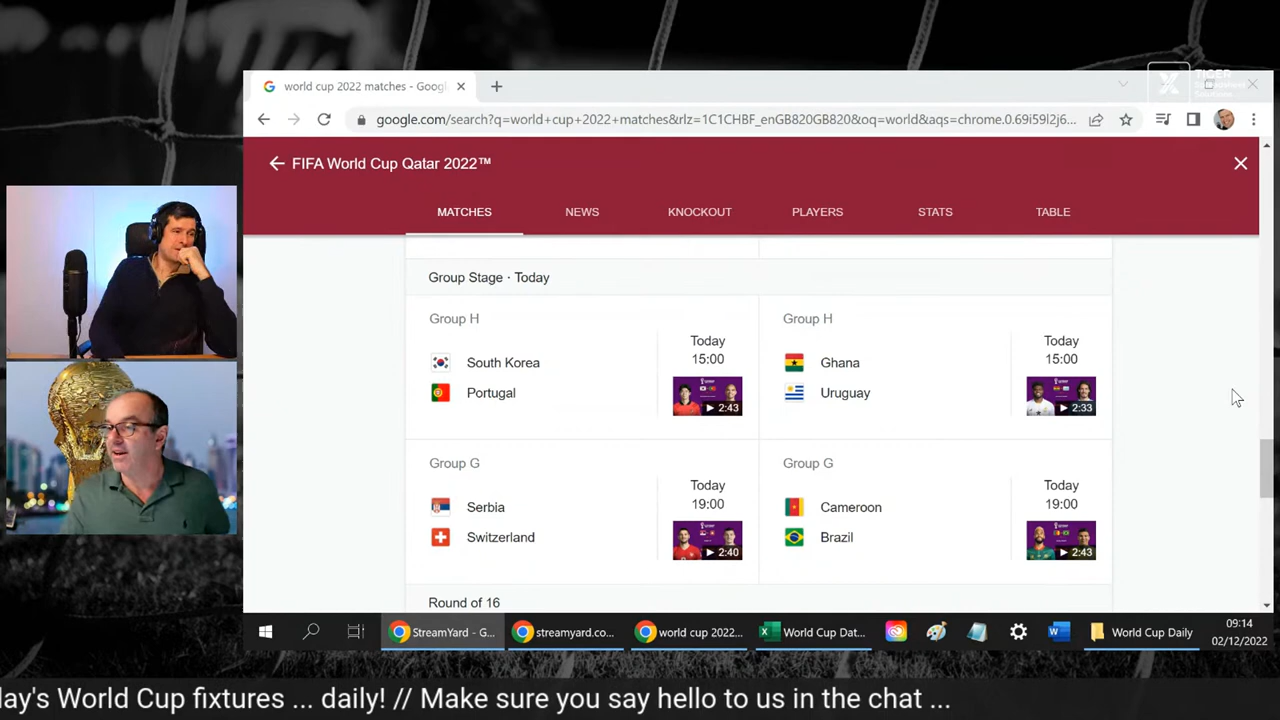 world cup 2022 matches - Googl
TIGER
Spreadsheet
Solutions
google.com/search?q=world+cup+2022+matches&rlz=1C1CHBF_enGB820GB820&oq=world&aqs=chrome.0.69i59l2j6...
FIFA World Cup Qatar 2022™
MATCHES NEWS KNOCKOUT PLAYERS STATS TABLE
Group Stage · Today
Group H
South Korea
Portugal
Today
15:00
2:43
Group H
Ghana
Uruguay
Today
15:00
2:33
Group G
Serbia
Switzerland
Today
19:00
2:40
Group G
Cameroon
Brazil
Today
19:00
2:43
Round of 16
StreamYard - G... streamyard.co... world cup 2022... World Cup Dat... World Cup Daily
09:14
02/12/2022
lay's World Cup fixtures ... daily! // Make sure you say hello to us in the chat ...